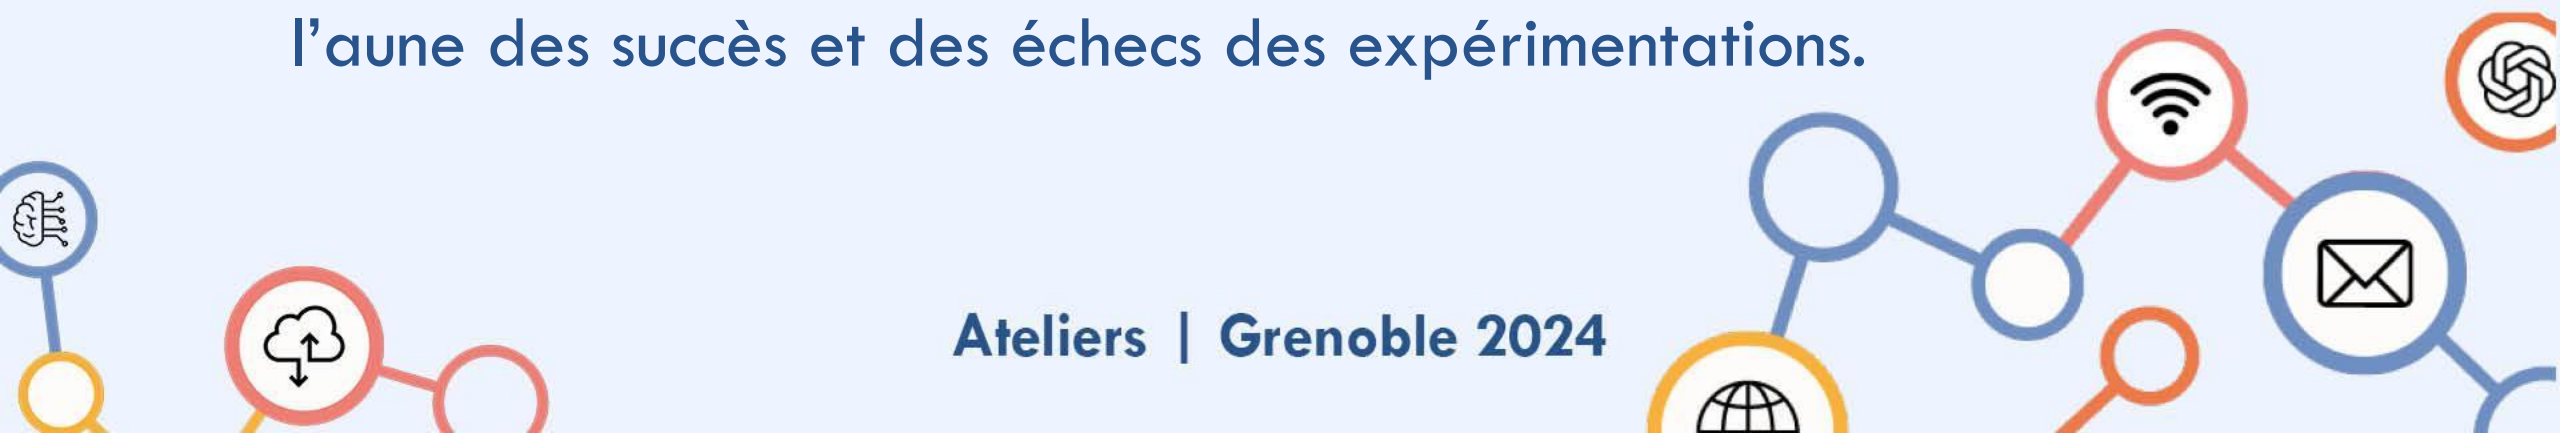 l’aune des succès et des échecs des expérimentations.
Ateliers | Grenoble 2024